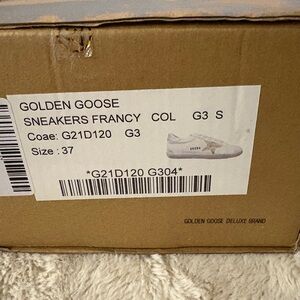 GOLDEN GOOSE
SNEAKERS FRANCY COL G3 S
Coae: G21D120 G3
Size : 37
*G21D120 G304*
GOLDEN GOOSE DELUXE BRAND